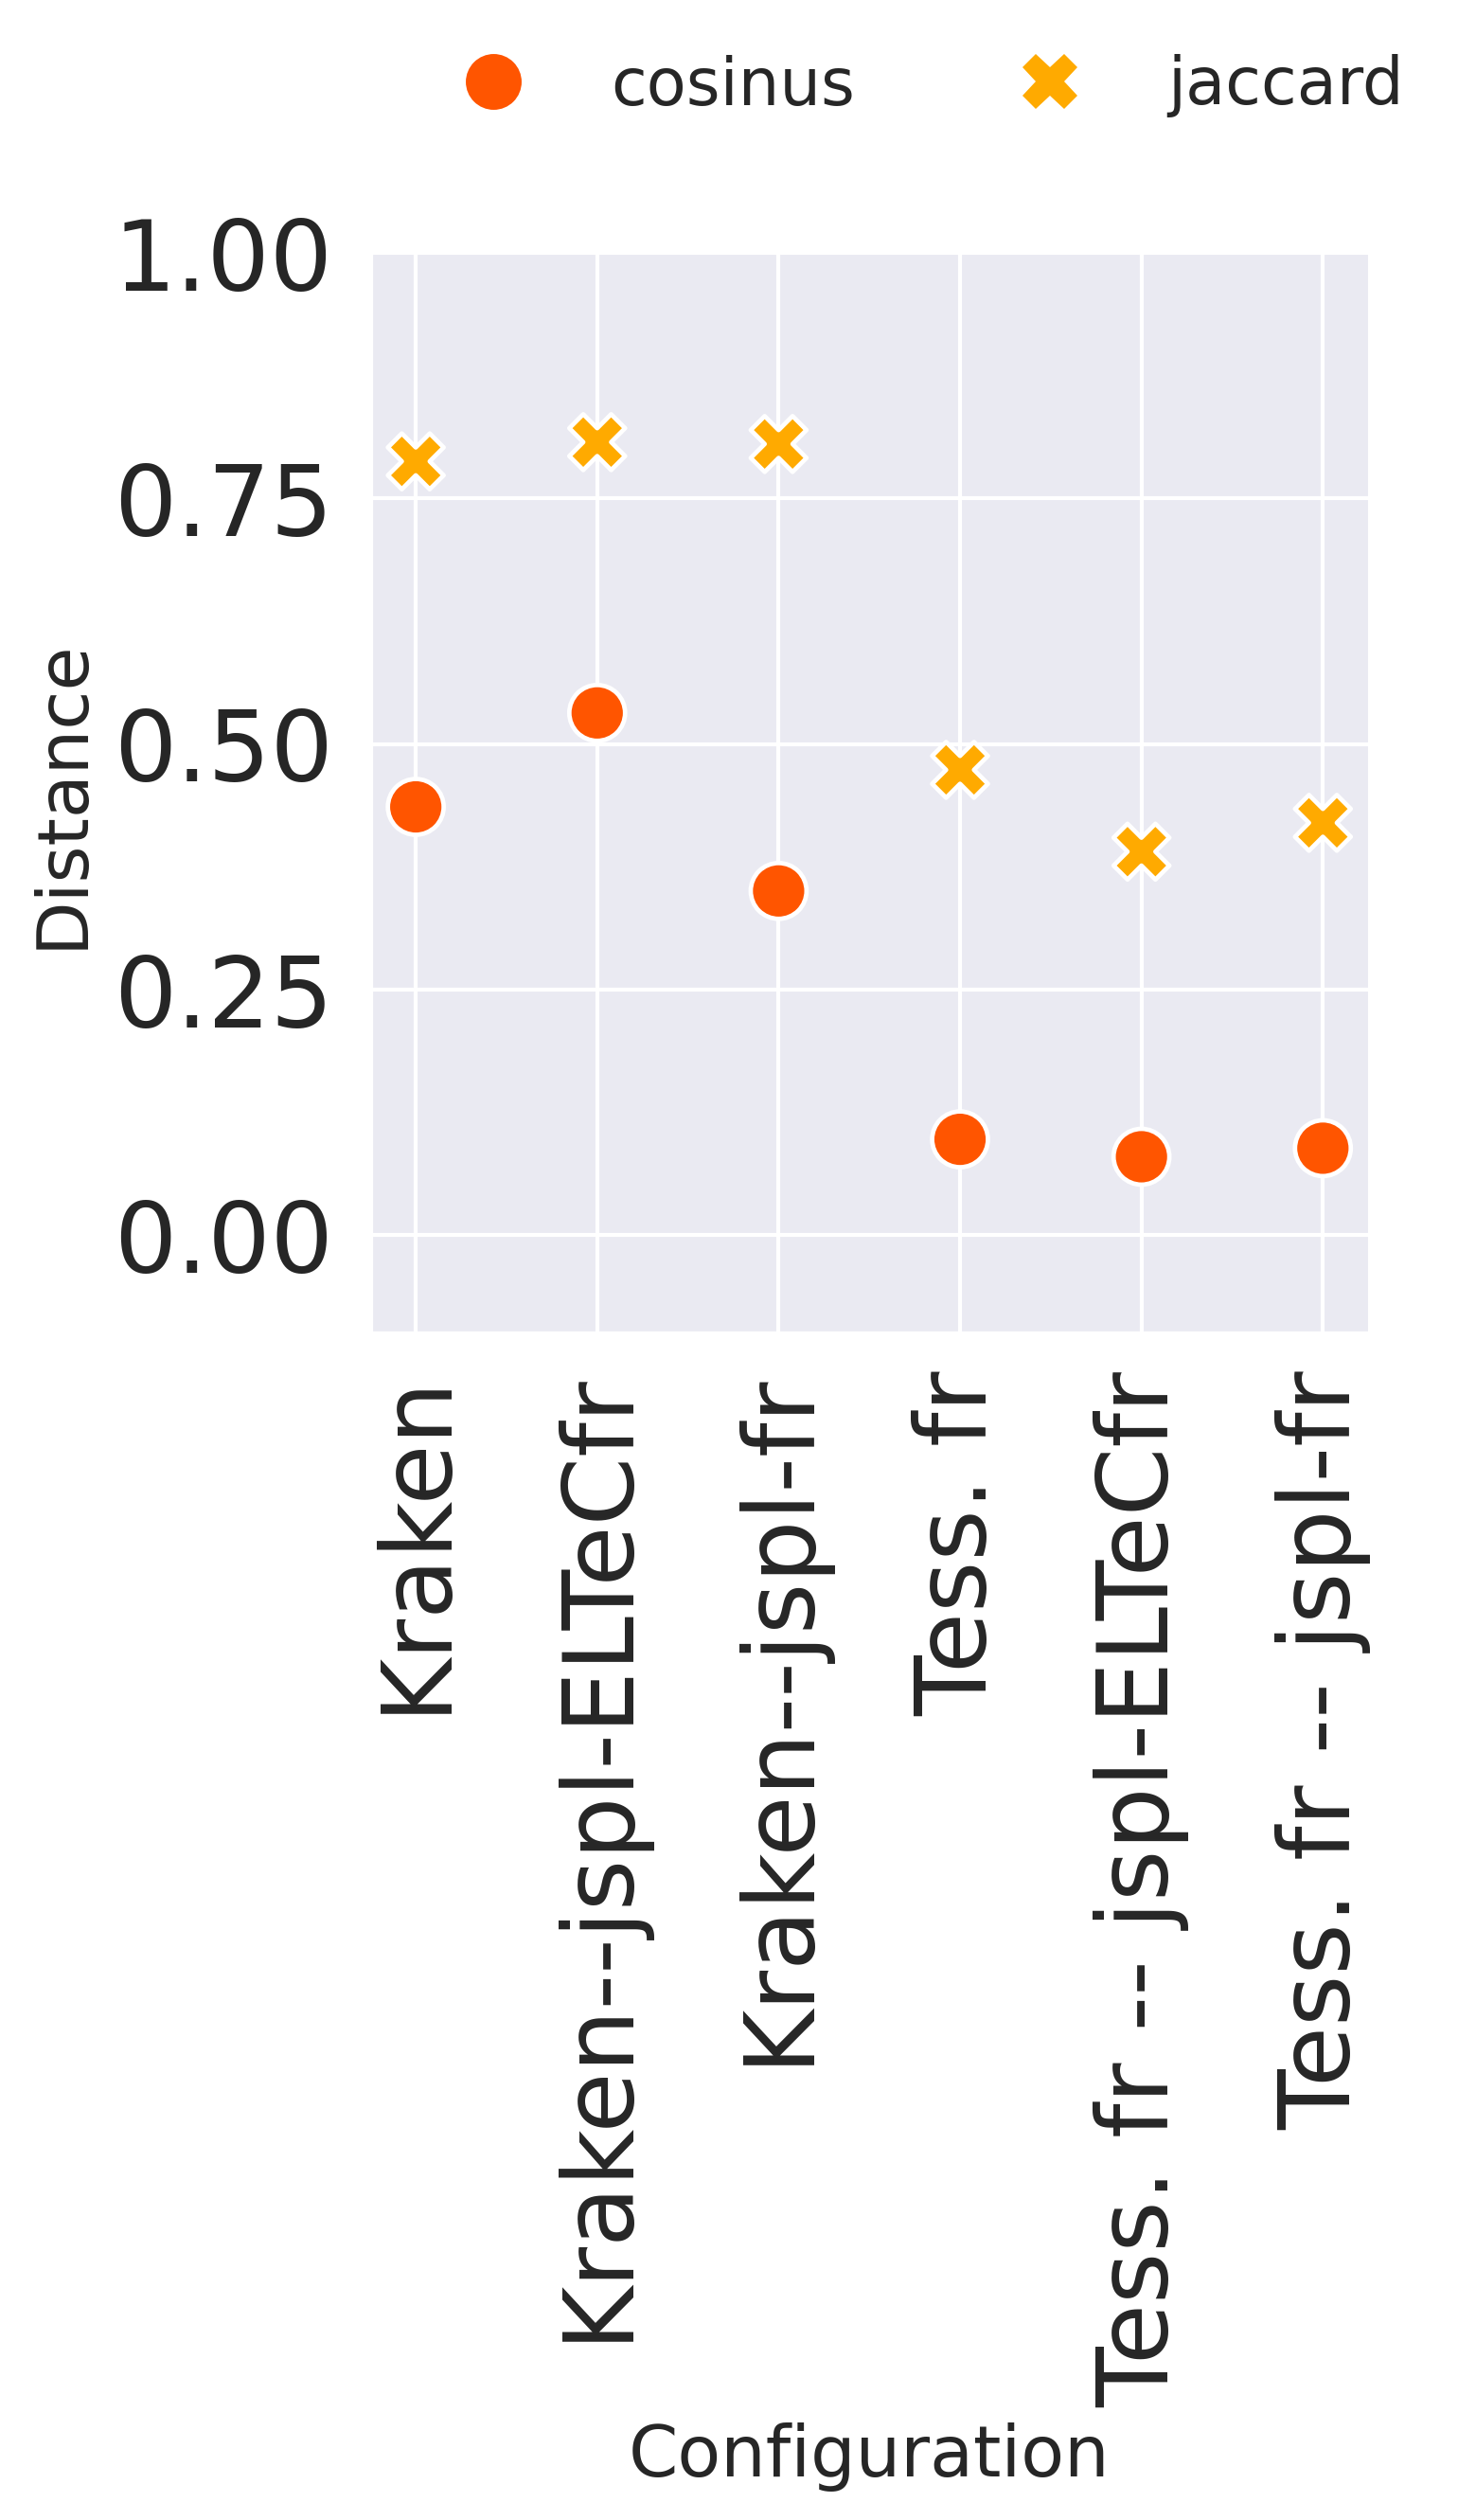 cosinus jaccard
1.00
0.75
0.50
0.25
0.00
Distance
Kraken
Kraken--jspl-ELTeCfr
Kraken--jspl-fr
Tess. fr
Tess. fr -- jspl-ELTeCfr
Tess. fr -- jspl-fr
Configuration